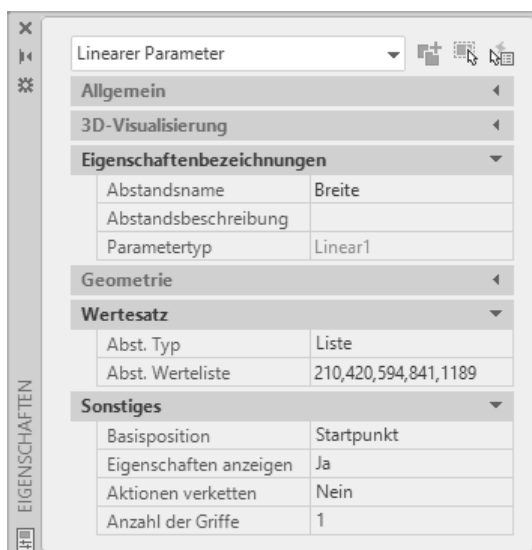 Linearer Parameter
Allgemein
3D-Visualisierung
Eigenschaftenbezeichnungen
Abstandsname Breite
Abstandsbeschreibung
Parametertyp Linear1
Geometrie
Wertesatz
Abst. Typ Liste
Abst. Werteliste 210,420,594,841,1189
Sonstiges
Basisposition Startpunkt
Eigenschaften anzeigen Ja
Aktionen verketten Nein
Anzahl der Griffe 1
EIGENSCHAFTEN